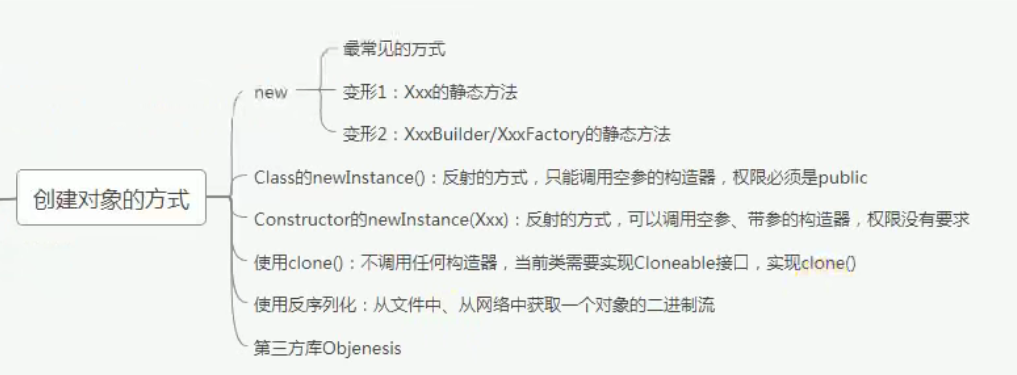 创建对象的方式
new
最常见的方式
变形1：Xxx的静态方法
变形2：XxxBuilder/XxxFactory的静态方法
Class的newInstance()：反射的方式，只能调用空参的构造器，权限必须是public
Constructor的newInstance(Xxx)：反射的方式，可以调用空参、带参的构造器，权限没有要求
使用clone()：不调用任何构造器，当前类需要实现Cloneable接口，实现clone()
使用反序列化：从文件中、从网络中获取一个对象的二进制流
第三方库Objenesis